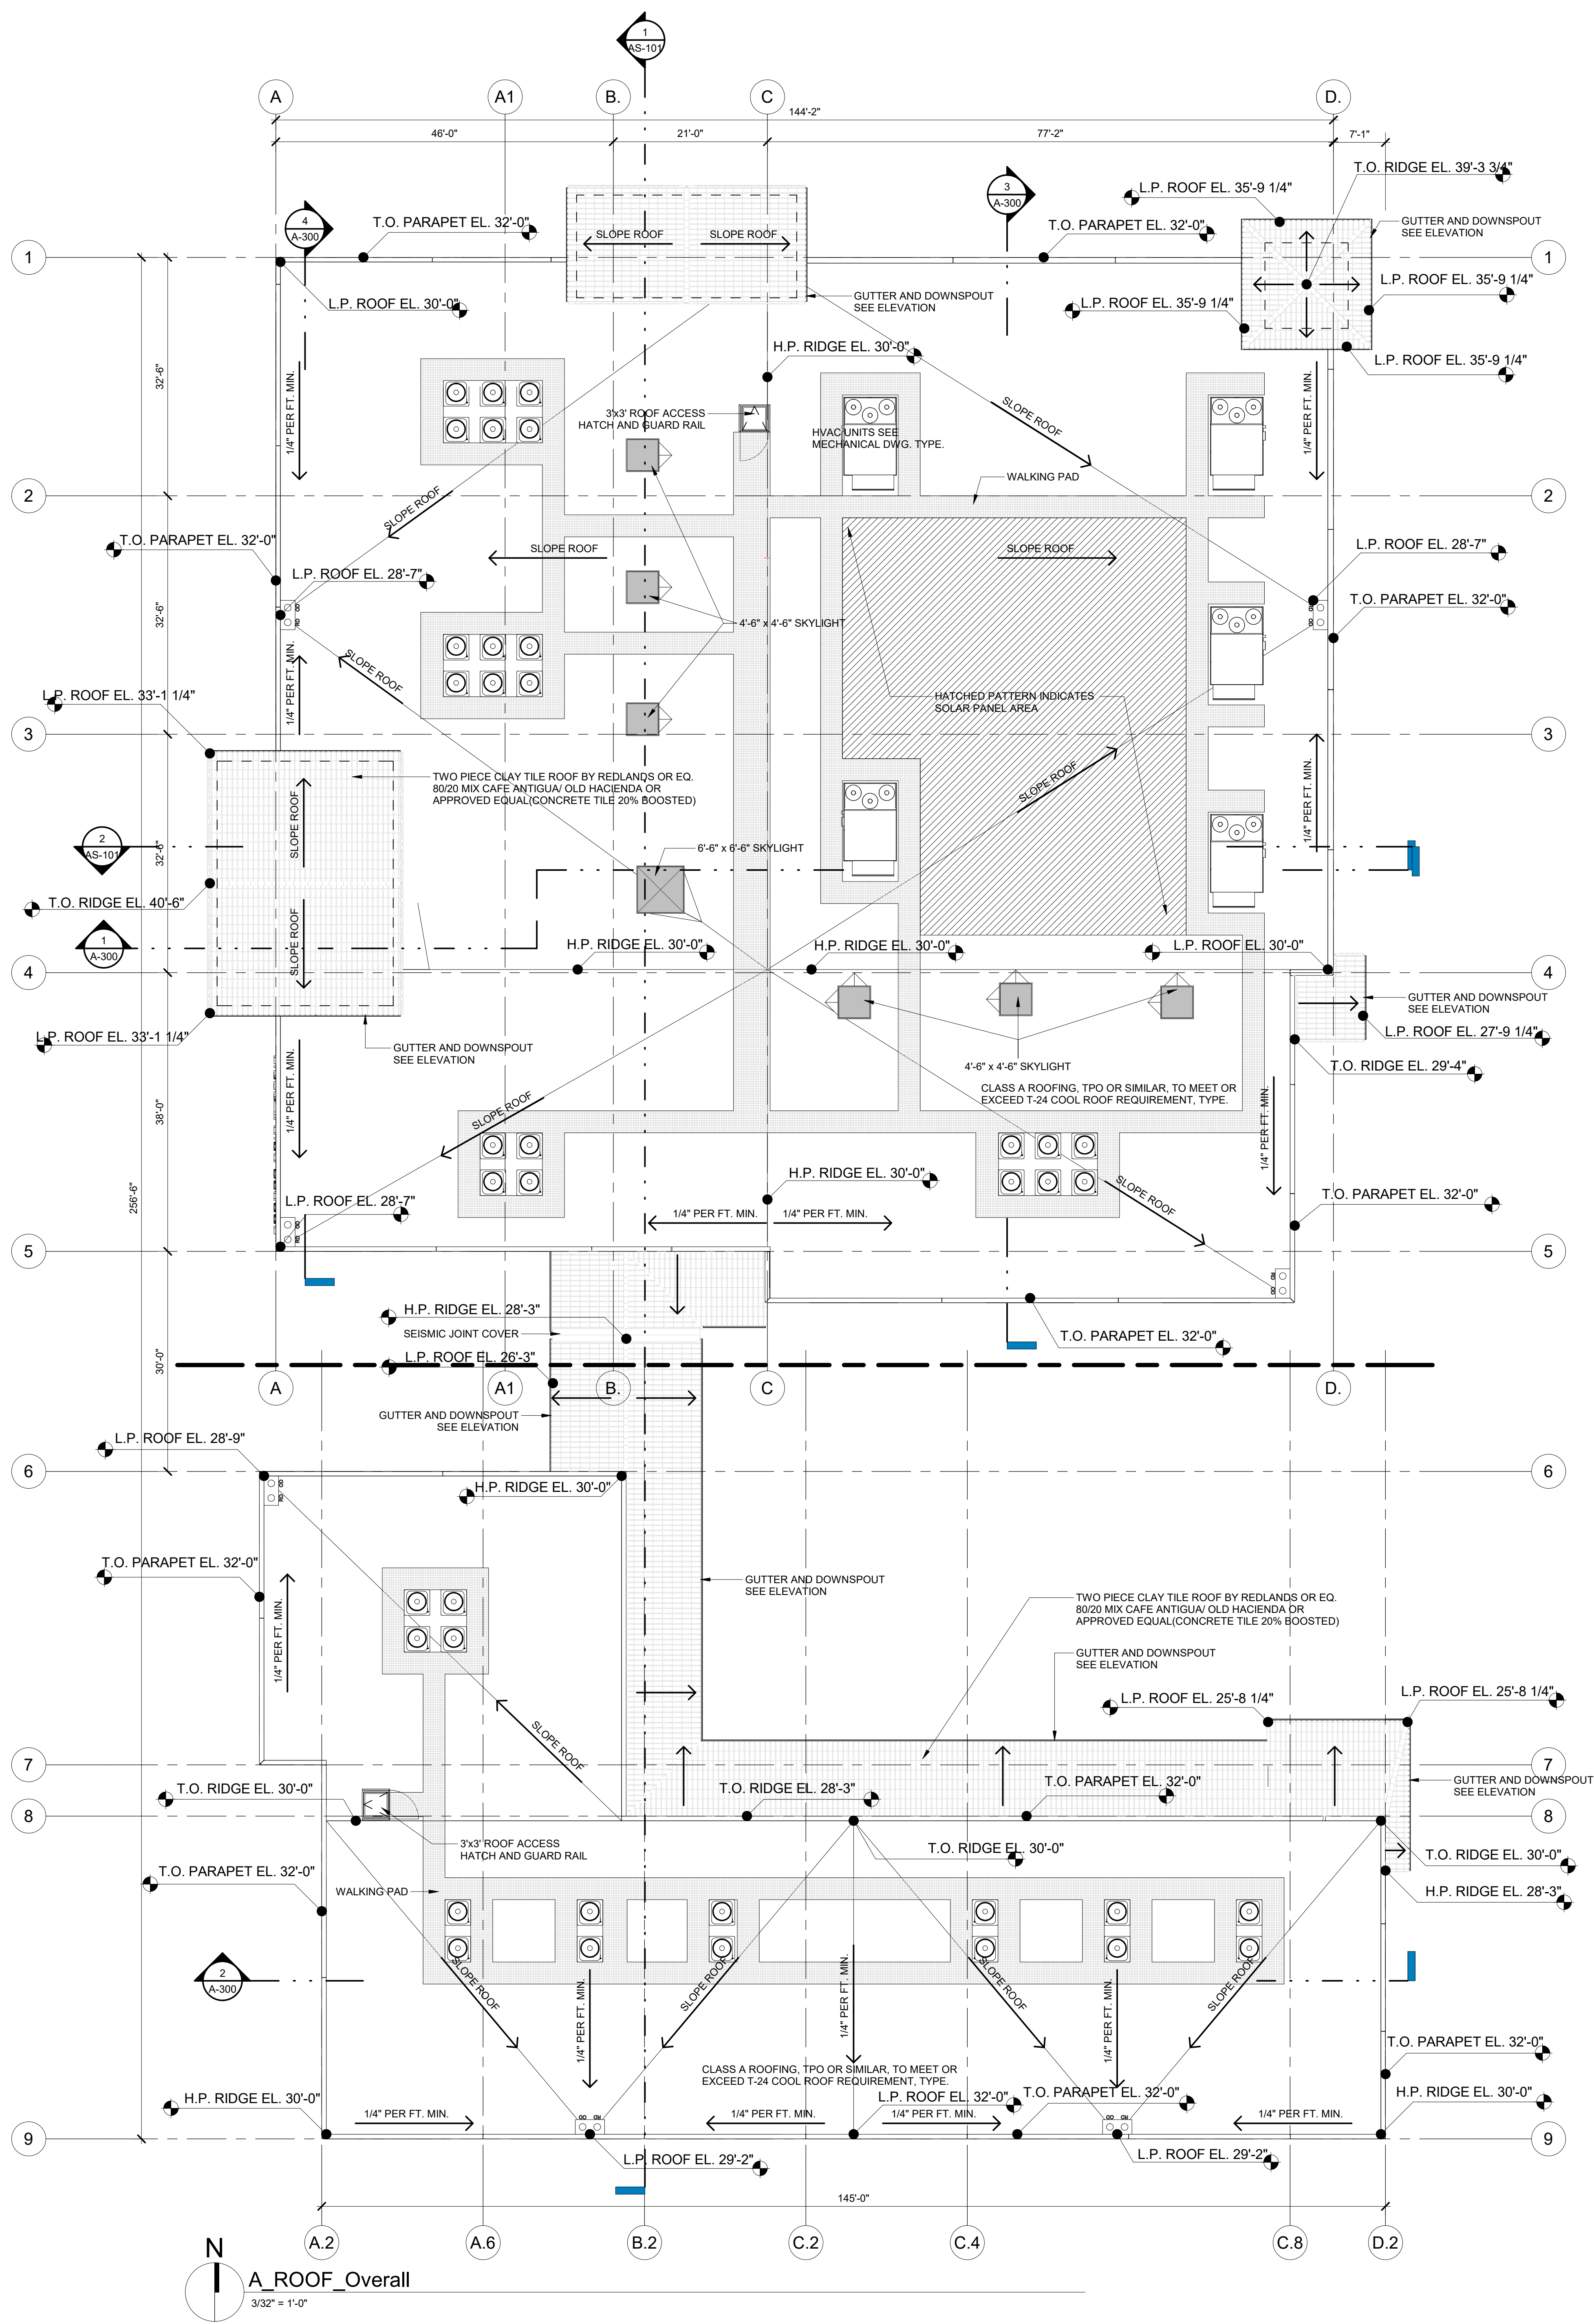 1
AS-101
A
A1
B.
C
D.
144'-2"
46'-0"
21'-0"
77'-2"
7'-1"
T.O. RIDGE EL. 39'-3 3/4"
3
A-300
L.P. ROOF EL. 35'-9 1/4"
4
A-300
T.O. PARAPET EL. 32'-0"
T.O. PARAPET EL. 32'-0"
GUTTER AND DOWNSPOUT
SEE ELEVATION
SLOPE ROOF
SLOPE ROOF
1
1
L.P. ROOF EL. 30'-0"
GUTTER AND DOWNSPOUT
SEE ELEVATION
L.P. ROOF EL. 35'-9 1/4"
L.P. ROOF EL. 35'-9 1/4"
H.P. RIDGE EL. 30'-0"
L.P. ROOF EL. 35'-9 1/4"
32'-6"
1/4" PER FT. MIN.
1/4" PER FT. MIN.
3'x3' ROOF ACCESS
HATCH AND GUARD RAIL
SLOPE ROOF
HVAC UNITS SEE
MECHANICAL DWG. TYPE.
WALKING PAD
2
2
SLOPE ROOF
T.O. PARAPET EL. 32'-0"
SLOPE ROOF
SLOPE ROOF
L.P. ROOF EL. 28'-7"
L.P. ROOF EL. 28'-7"
T.O. PARAPET EL. 32'-0"
32'-6"
4'-6" x 4'-6" SKYLIGHT
SLOPE ROOF
1/4" PER FT. MIN.
L.P. ROOF EL. 33'-1 1/4"
HATCHED PATTERN INDICATES
SOLAR PANEL AREA
3
3
TWO PIECE CLAY TILE ROOF BY REDLANDS OR EQ.
80/20 MIX CAFE ANTIGUA/ OLD HACIENDA OR
APPROVED EQUAL(CONCRETE TILE 20% BOOSTED)
SLOPE ROOF
SLOPE ROOF
1/4" PER FT. MIN.
2
AS-101
32'-6"
6'-6" x 6'-6" SKYLIGHT
T.O. RIDGE EL. 40'-6"
SLOPE ROOF
1
A-300
H.P. RIDGE EL. 30'-0"
H.P. RIDGE EL. 30'-0"
L.P. ROOF EL. 30'-0"
4
4
GUTTER AND DOWNSPOUT
SEE ELEVATION
L.P. ROOF EL. 33'-1 1/4"
L.P. ROOF EL. 27'-9 1/4"
GUTTER AND DOWNSPOUT
SEE ELEVATION
4'-6" x 4'-6" SKYLIGHT
T.O. RIDGE EL. 29'-4"
CLASS A ROOFING, TPO OR SIMILAR, TO MEET OR
EXCEED T-24 COOL ROOF REQUIREMENT, TYPE.
38'-0"
1/4" PER FT. MIN.
SLOPE ROOF
1/4" PER FT. MIN.
H.P. RIDGE EL. 30'-0"
SLOPE ROOF
T.O. PARAPET EL. 32'-0"
256'-6"
L.P. ROOF EL. 28'-7"
1/4" PER FT. MIN.
1/4" PER FT. MIN.
5
5
H.P. RIDGE EL. 28'-3"
SEISMIC JOINT COVER
T.O. PARAPET EL. 32'-0"
L.P. ROOF EL. 26'-3"
30'-0"
A
A1
B.
C
D.
GUTTER AND DOWNSPOUT
SEE ELEVATION
L.P. ROOF EL. 28'-9"
6
6
H.P. RIDGE EL. 30'-0"
T.O. PARAPET EL. 32'-0"
GUTTER AND DOWNSPOUT
SEE ELEVATION
TWO PIECE CLAY TILE ROOF BY REDLANDS OR EQ.
80/20 MIX CAFE ANTIGUA/ OLD HACIENDA OR
APPROVED EQUAL(CONCRETE TILE 20% BOOSTED)
1/4" PER FT. MIN.
GUTTER AND DOWNSPOUT
SEE ELEVATION
L.P. ROOF EL. 25'-8 1/4"
L.P. ROOF EL. 25'-8 1/4"
SLOPE ROOF
7
7
T.O. RIDGE EL. 30'-0"
T.O. RIDGE EL. 28'-3"
T.O. PARAPET EL. 32'-0"
GUTTER AND DOWNSPOUT
SEE ELEVATION
8
8
3'x3' ROOF ACCESS
HATCH AND GUARD RAIL
T.O. RIDGE EL. 30'-0"
T.O. RIDGE EL. 30'-0"
T.O. PARAPET EL. 32'-0"
WALKING PAD
H.P. RIDGE EL. 28'-3"
2
A-300
SLOPE ROOF
SLOPE ROOF
SLOPE ROOF
SLOPE ROOF
1/4" PER FT. MIN.
1/4" PER FT. MIN.
1/4" PER FT. MIN.
T.O. PARAPET EL. 32'-0"
CLASS A ROOFING, TPO OR SIMILAR, TO MEET OR
EXCEED T-24 COOL ROOF REQUIREMENT, TYPE.
H.P. RIDGE EL. 30'-0"
L.P. ROOF EL. 32'-0"
T.O. PARAPET EL. 32'-0"
H.P. RIDGE EL. 30'-0"
1/4" PER FT. MIN.
1/4" PER FT. MIN.
1/4" PER FT. MIN.
1/4" PER FT. MIN.
9
9
L.P. ROOF EL. 29'-2"
L.P. ROOF EL. 29'-2"
145'-0"
A.2
A.6
B.2
C.2
C.4
C.8
D.2
N
A_ROOF_Overall
3/32" = 1'-0"